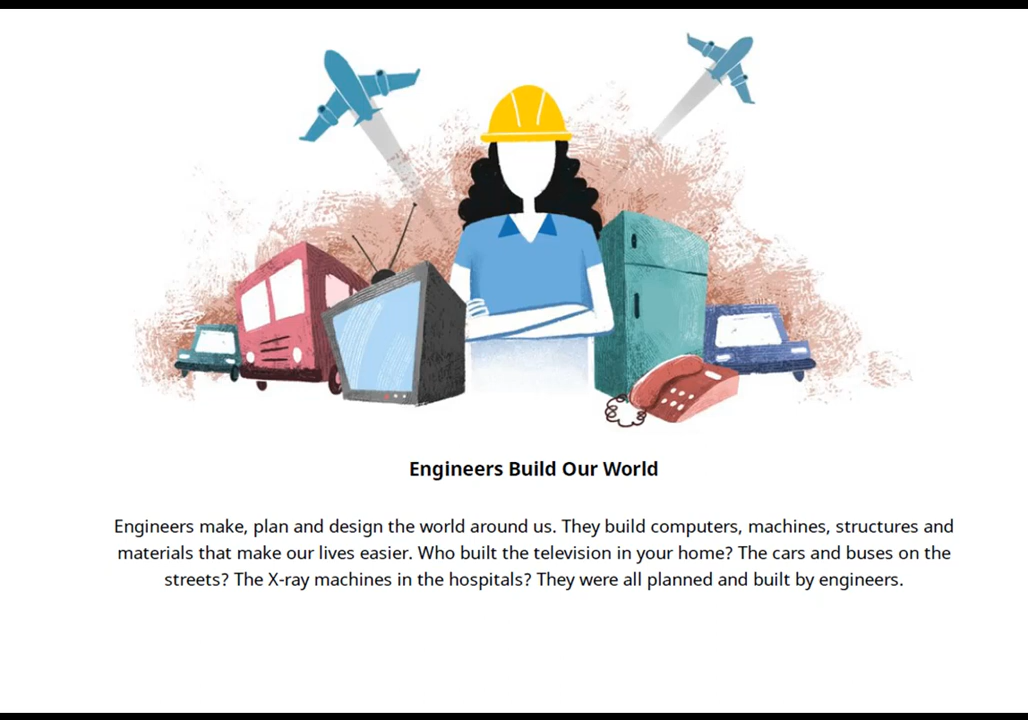 Engineers Build Our World
Engineers make, plan and design the world around us. They build computers, machines, structures and
materials that make our lives easier. Who built the television in your home? The cars and buses on the
streets? The X-ray machines in the hospitals? They were all planned and built by engineers.